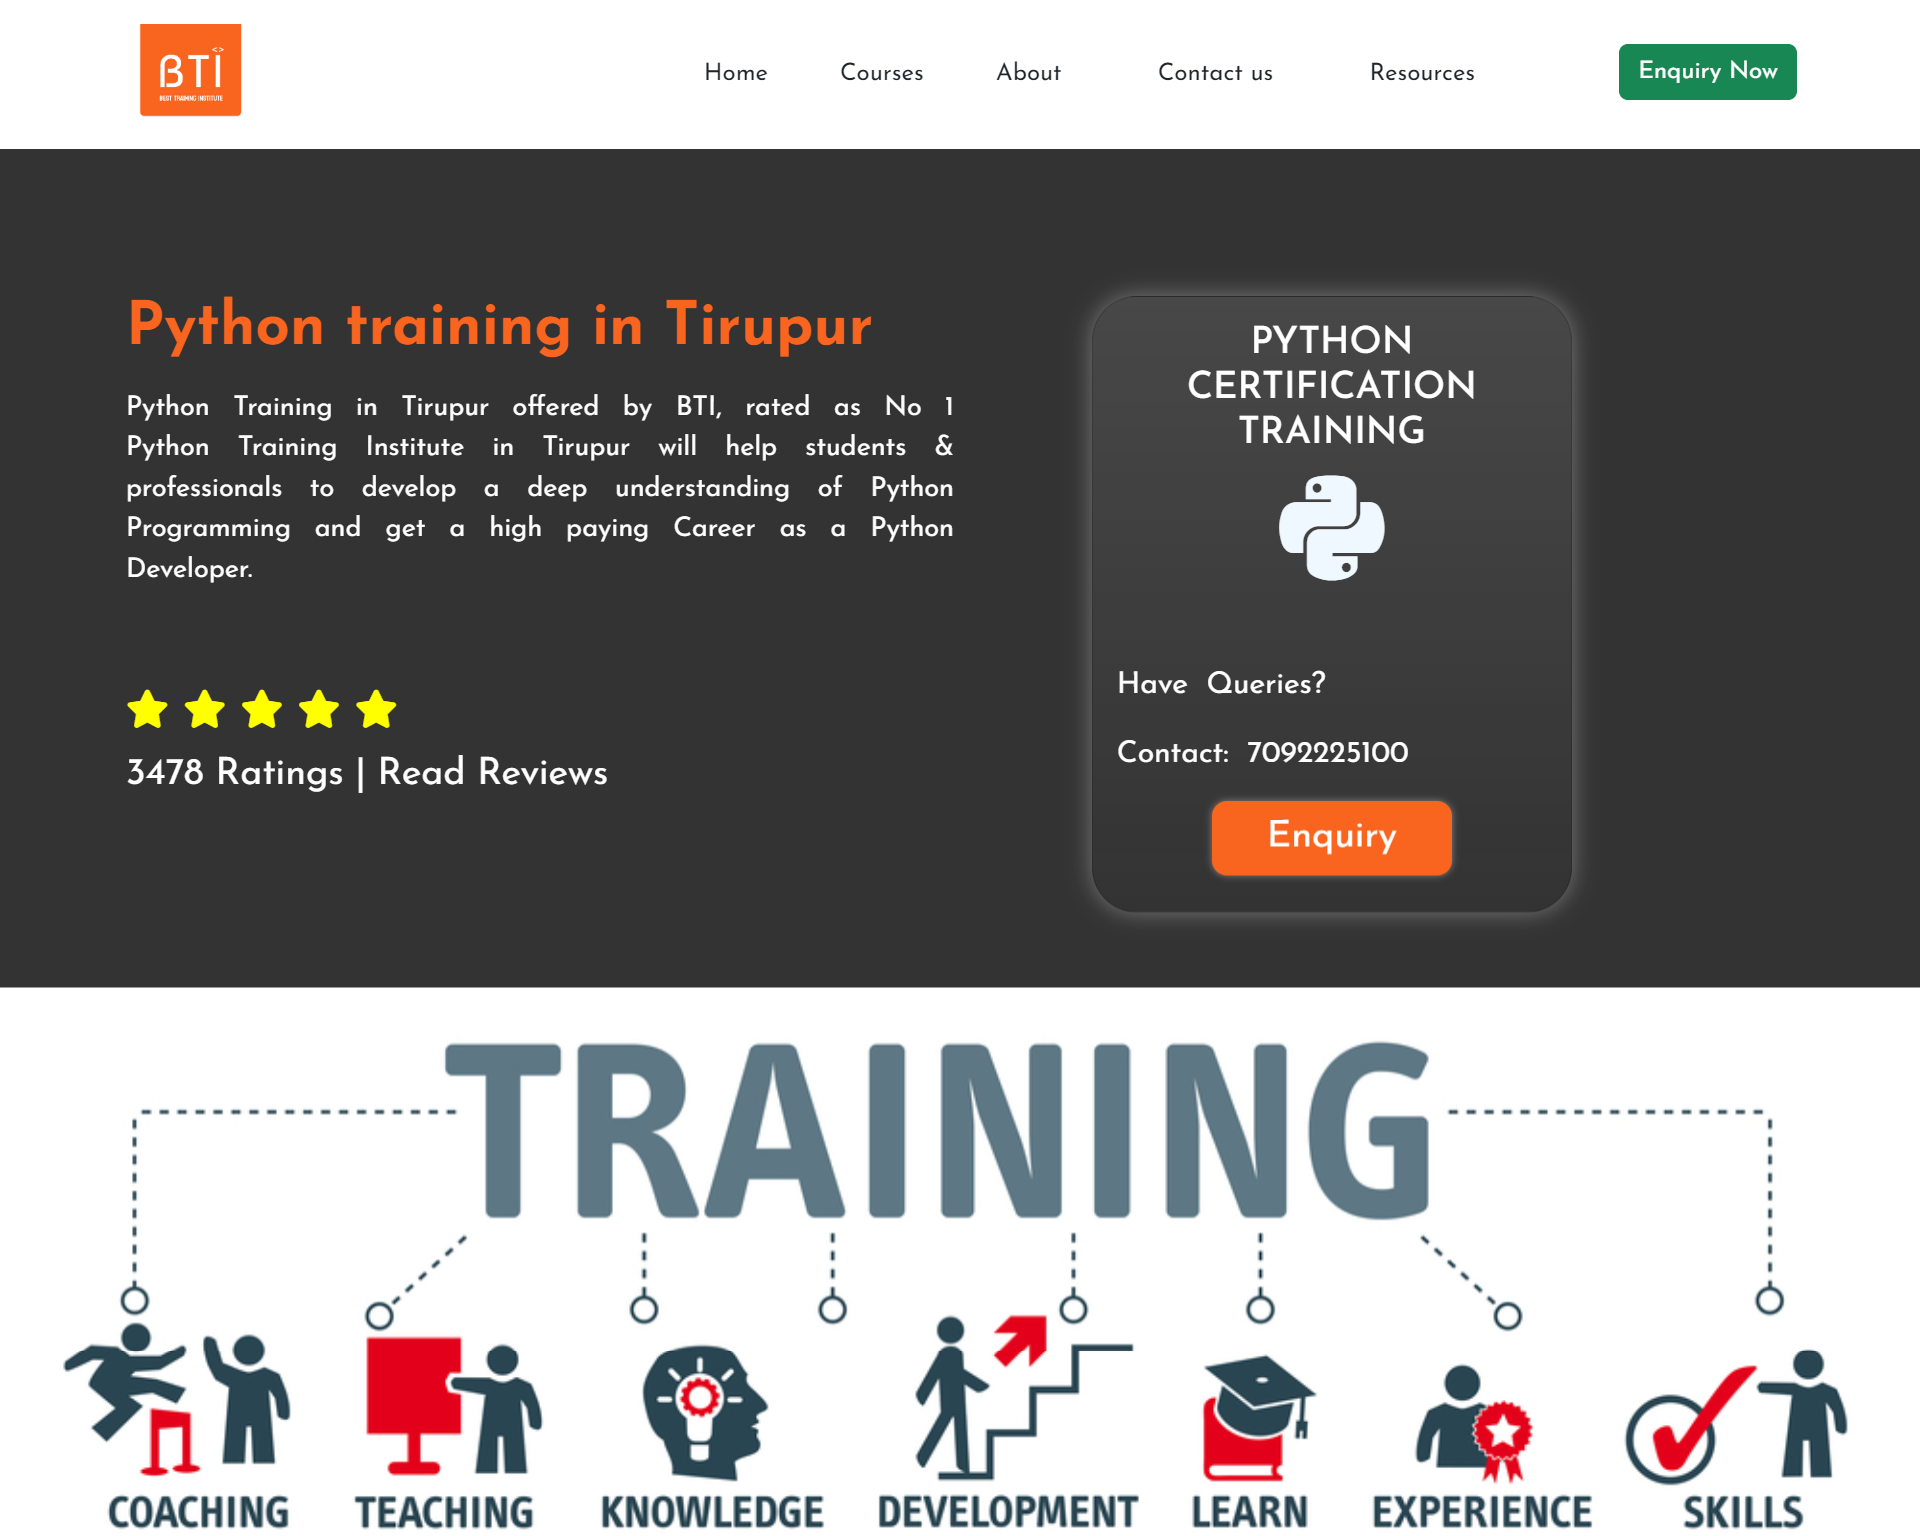 BTI
BEST TRAINING INSTITUTE
Home Courses About Contact us Resources Enquiry Now
Python training in Tirupur
Python Training in Tirupur offered by BTI, rated as No 1
Python Training Institute in Tirupur will help students &
professionals to develop a deep understanding of Python
Programming and get a high paying Career as a Python
Developer.
3478 Ratings | Read Reviews
PYTHON
CERTIFICATION
TRAINING
Have Queries?
Contact: 7092225100
Enquiry
TRAINING
COACHING TEACHING KNOWLEDGE DEVELOPMENT LEARN EXPERIENCE SKILLS